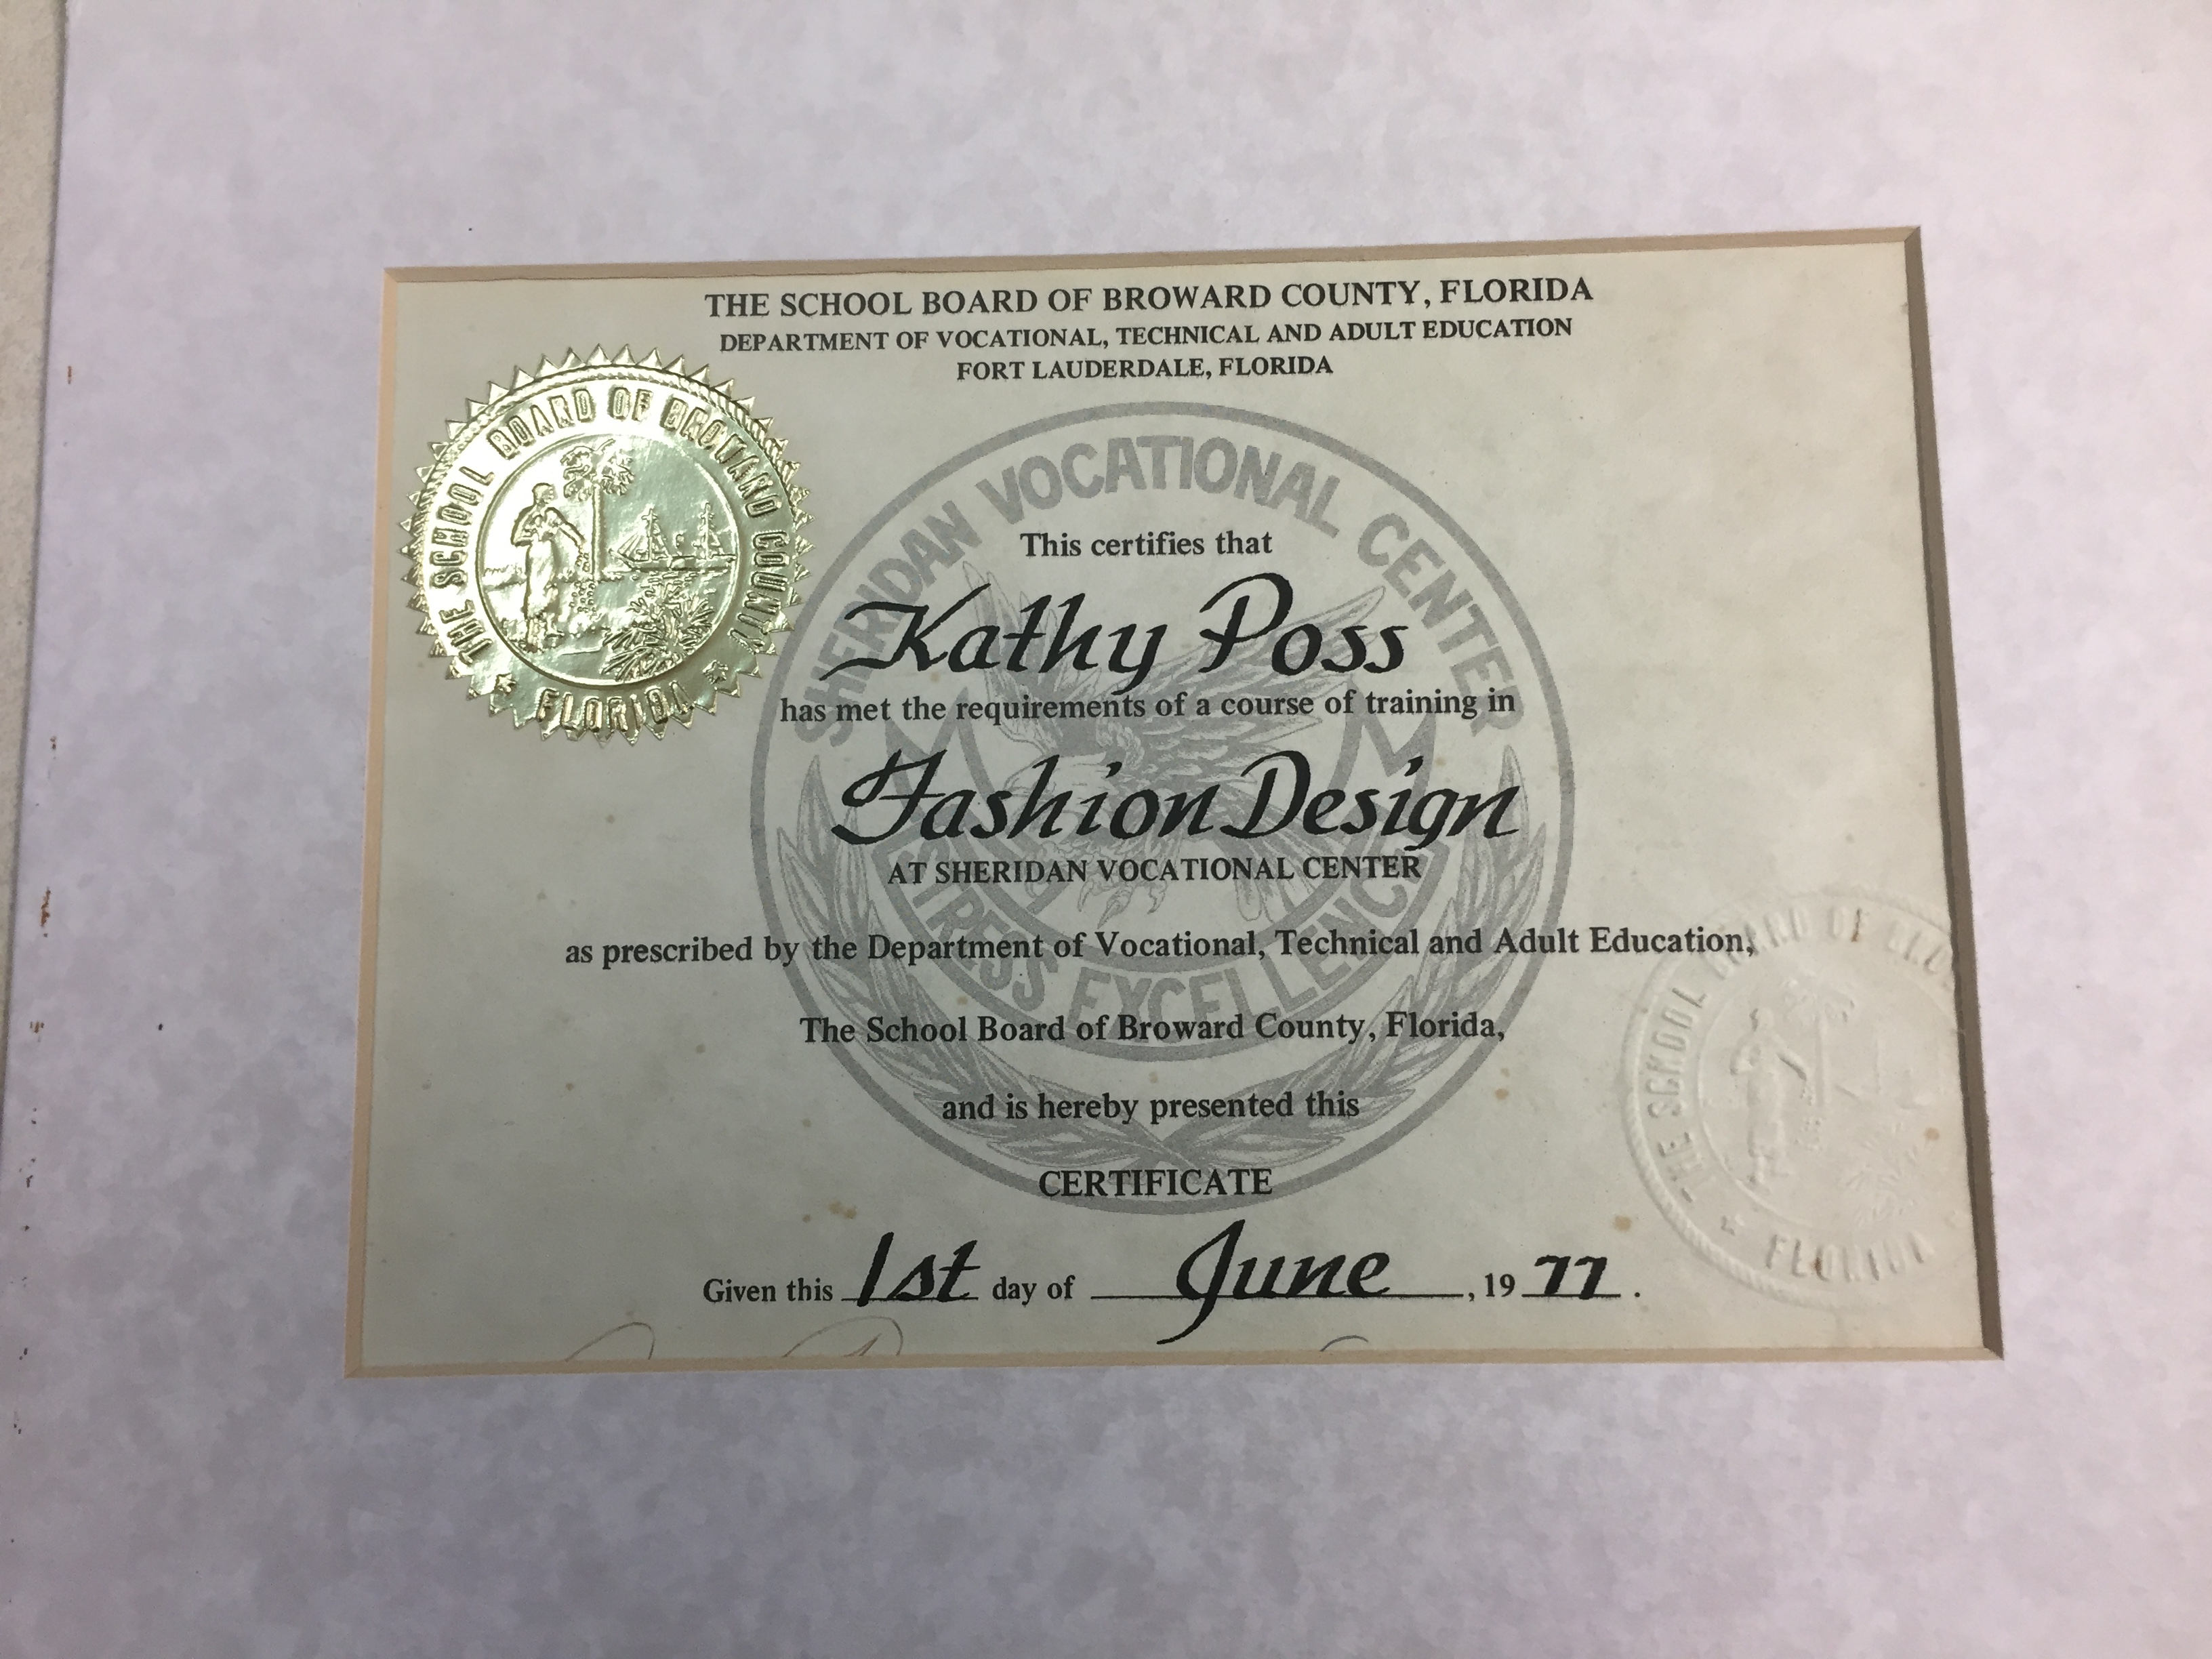 THE SCHOOL BOARD OF BROWARD COUNTY, FLORIDA
DEPARTMENT OF VOCATIONAL, TECHNICAL AND ADULT EDUCATION
FORT LAUDERDALE, FLORIDA
THE SCHOOL BOARD OF BROWARD COUNTY
FLORIDA
SHERIDAN VOCATIONAL CENTER
This certifies that
Kathy Poss
has met the requirements of a course of training in
Fashion Design
AT SHERIDAN VOCATIONAL CENTER
STRESS EXCELLENCE
as prescribed by the Department of Vocational, Technical and Adult Education,
The School Board of Broward County, Florida,
and is hereby presented this
CERTIFICATE
Given this 1st day of June, 1977.
THE SCHOOL BOARD OF
FLORIDA